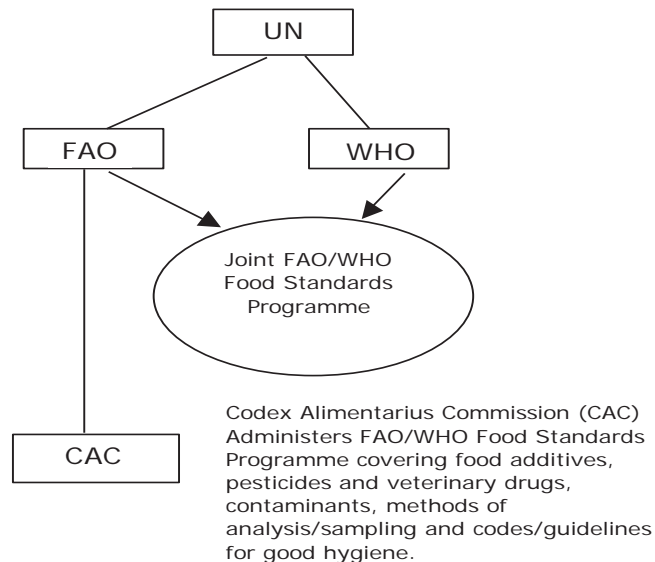 UN
FAO
WHO
Joint FAO/WHO
Food Standards
Programme
CAC
Codex Alimentarius Commission (CAC)
Administers FAO/WHO Food Standards
Programme covering food additives,
pesticides and veterinary drugs,
contaminants, methods of
analysis/sampling and codes/guidelines
for good hygiene.